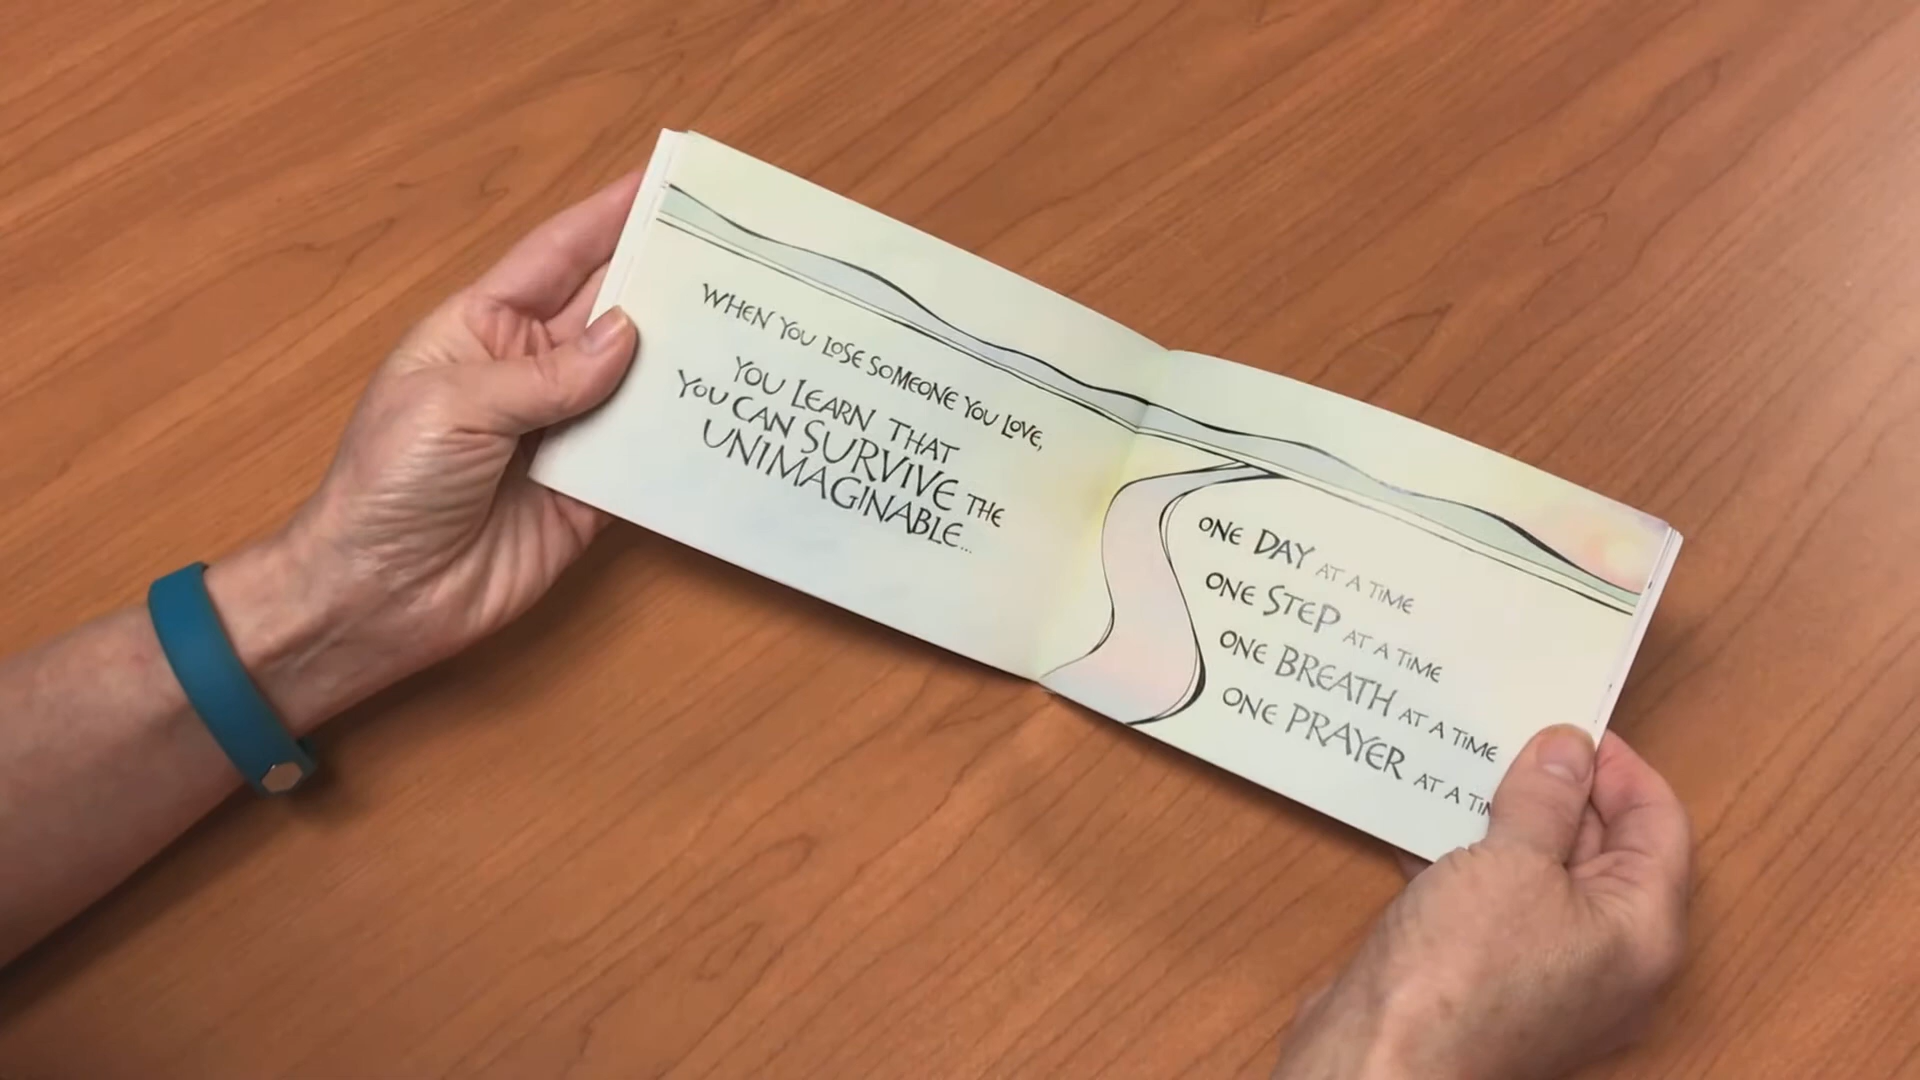 WHEN YOU LOSE SOMEONE YOU LOVE,
YOU LEARN THAT
YOU CAN SURVIVE THE
UNIMAGINABLE...
ONE DAY AT A TIME
ONE STEP AT A TIME
ONE BREATH AT A TIME
ONE PRAYER AT A